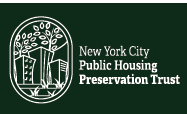 New York City
Public Housing
Preservation Trust